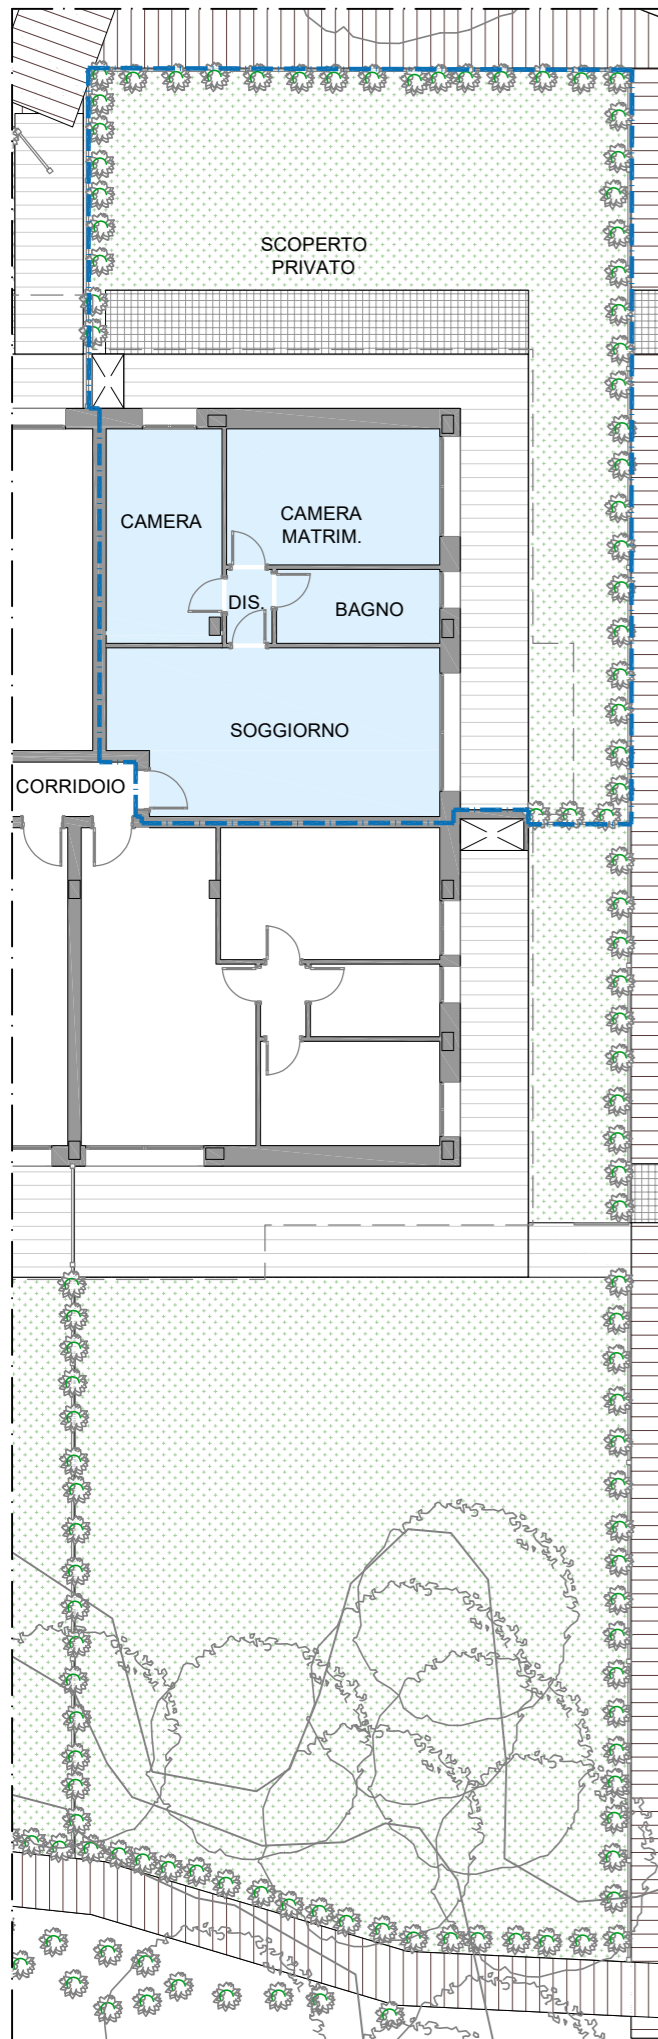 SCOPERTO
PRIVATO
CAMERA
CAMERA
MATRIM.
DIS.
BAGNO
SOGGIORNO
CORRIDOIO